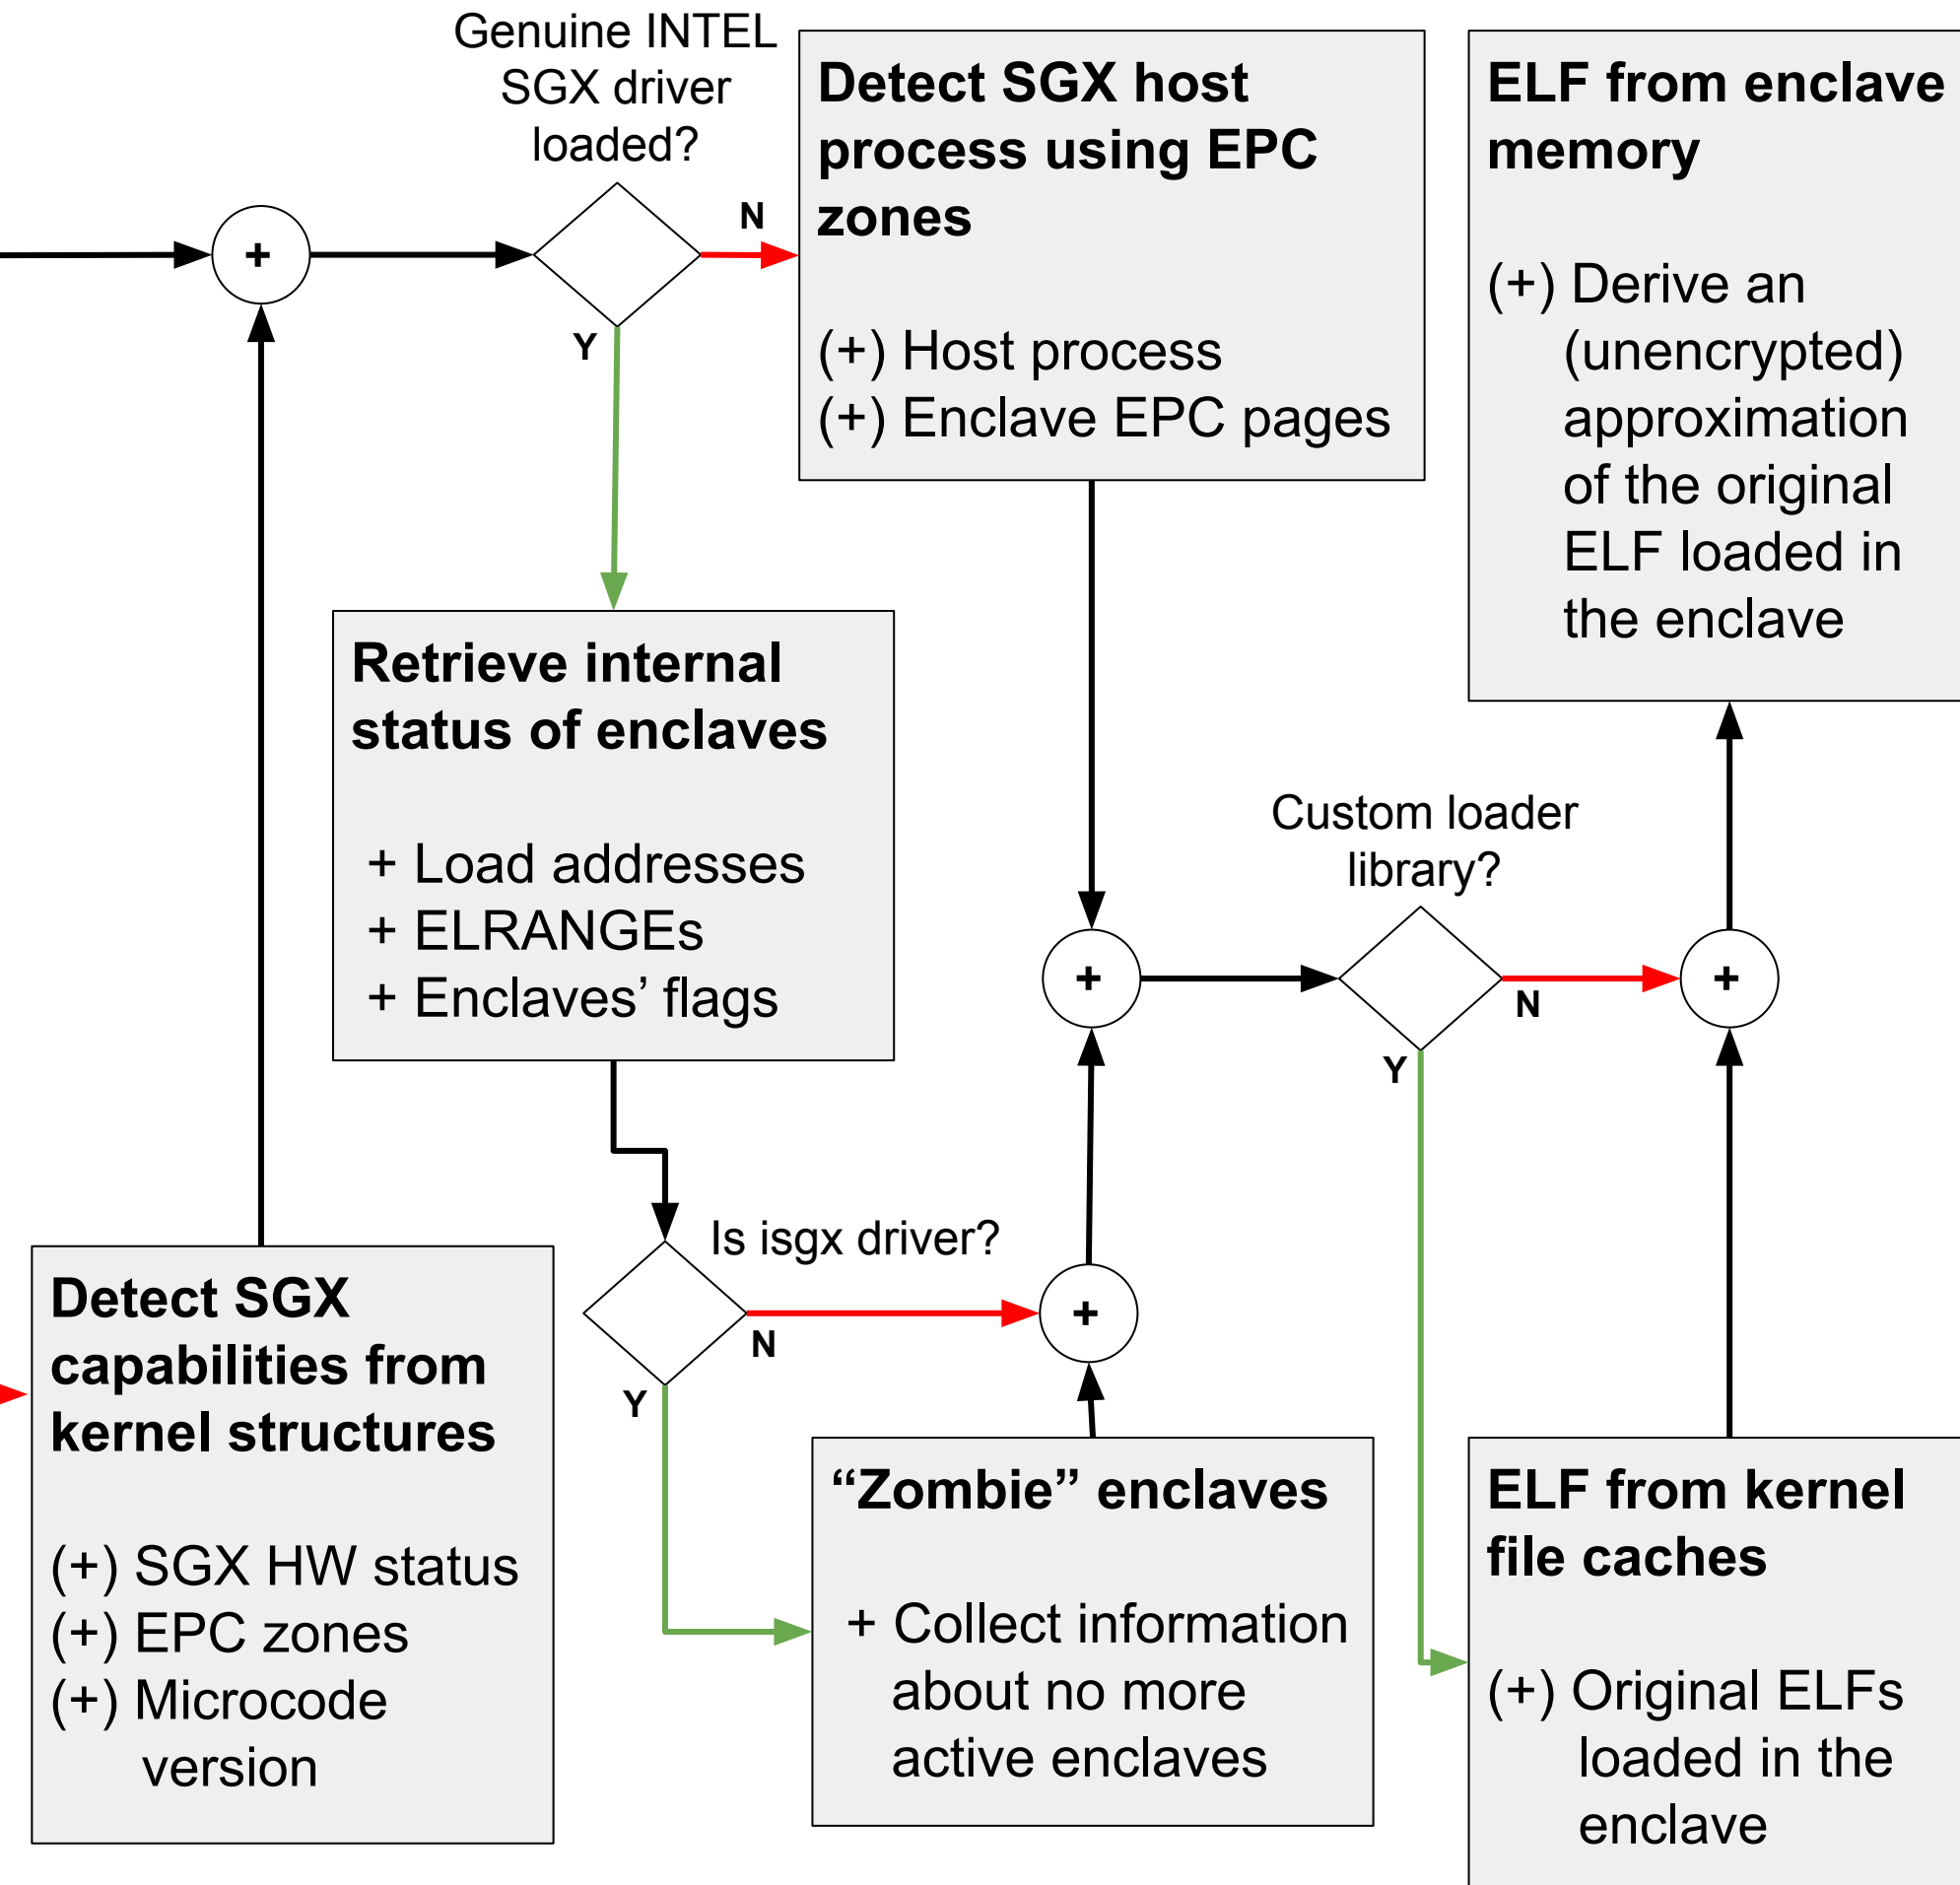 Genuine INTEL
SGX driver
loaded?
N
Y
+
Detect SGX host
process using EPC
zones
(+) Host process
(+) Enclave EPC pages
ELF from enclave
memory
(+) Derive an
(unencrypted)
approximation
of the original
ELF loaded in
the enclave
Retrieve internal
status of enclaves
+ Load addresses
+ ELRANGEs
+ Enclaves’ flags
Custom loader
library?
+
N
Y
+
Is isgx driver?
N
Y
+
Detect SGX
capabilities from
kernel structures
(+) SGX HW status
(+) EPC zones
(+) Microcode
version
“Zombie” enclaves
+ Collect information
about no more
active enclaves
ELF from kernel
file caches
(+) Original ELFs
loaded in the
enclave